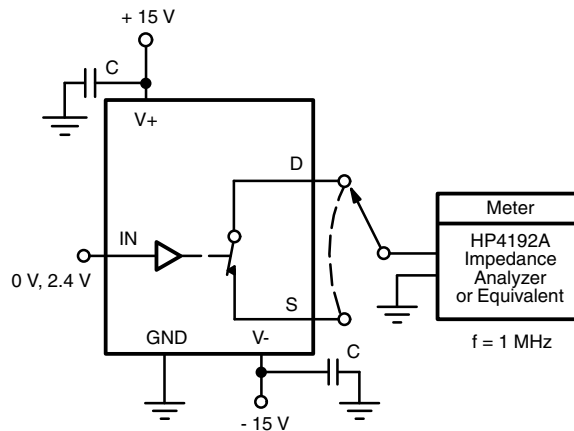 + 15 V
C
V+
D
Meter
IN
HP4192A
Impedance
Analyzer
or Equivalent
0 V, 2.4 V
S
GND
V-
C
f = 1 MHz
- 15 V